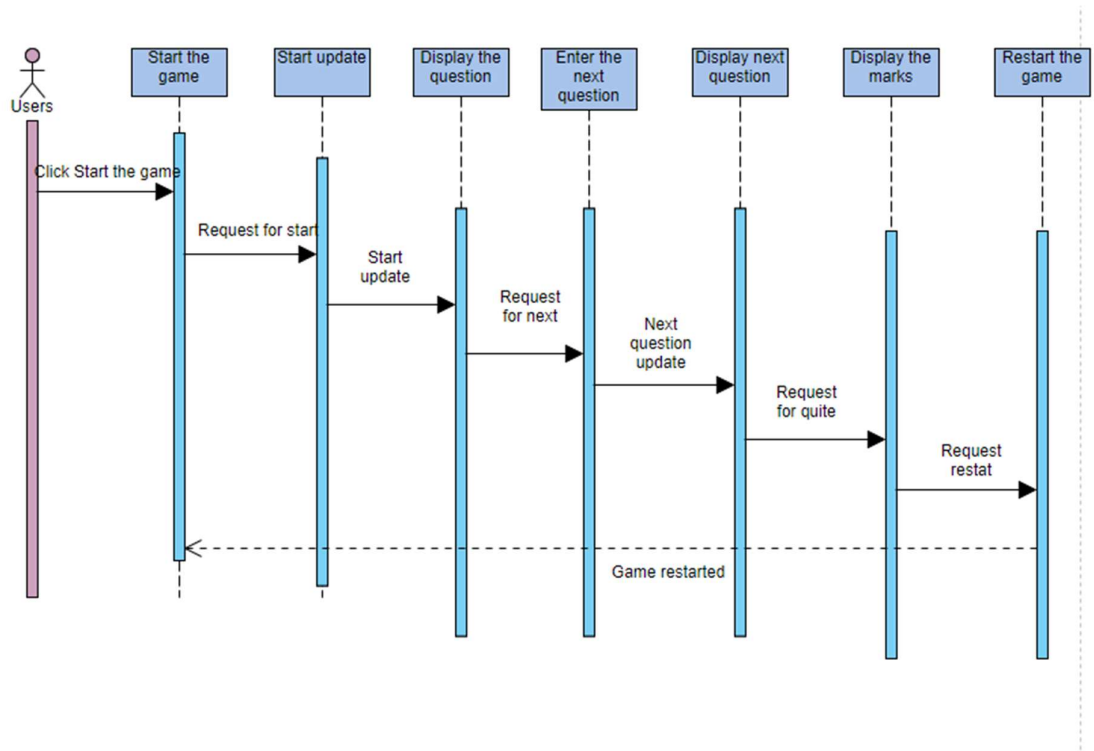 Users
Start the
game
Start update
Display the
question
Enter the
next
question
Display next
question
Display the
marks
Restart the
game
Click Start the game
Request for start
Start
update
Request
for next
Next
question
update
Request
for quite
Request
restat
Game restarted